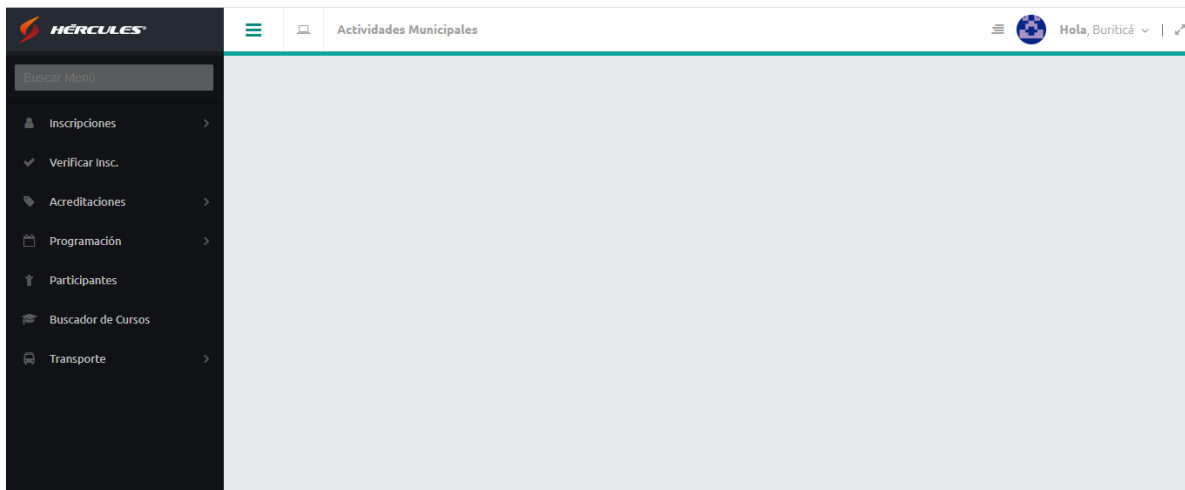 HÉRCULES®
Actividades Municipales
Hola, Buriticá
Buscar Menú
Inscripciones
Verificar Insc.
Acreditaciones
Programación
Participantes
Buscador de Cursos
Transporte